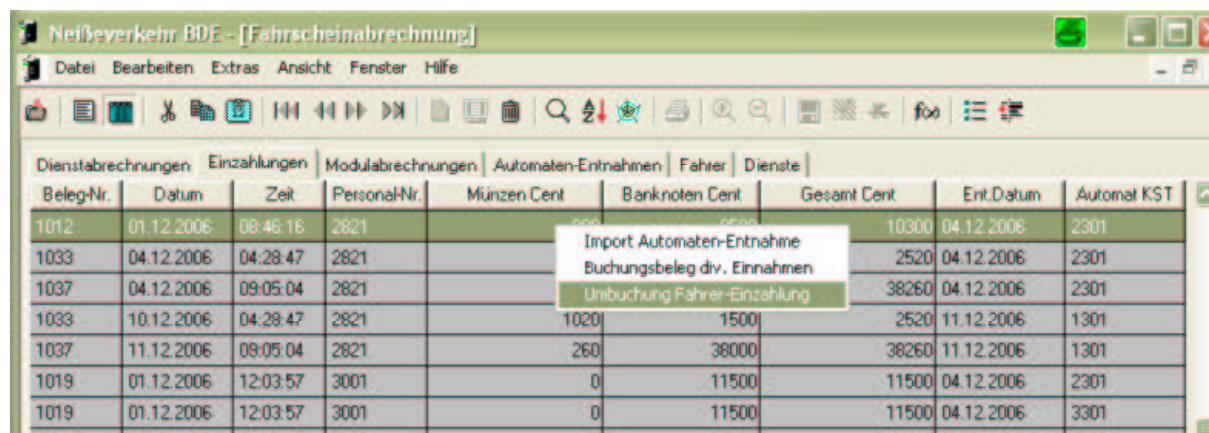 Neißeverkehr BDE - [Fahrscheinabrechnung]
Datei Bearbeiten Extras Ansicht Fenster Hilfe
f(x)
Dienstabrechnungen Einzahlungen Modulabrechnungen Automaten-Entnahmen Fahrer Dienste
Beleg-Nr. Datum Zeit Personal-Nr. Münzen Cent Banknoten Cent Gesamt Cent Ent.Datum Automat KST
1012 01.12.2006 08:46:16 2821 10300 04.12.2006 2301
Import Automaten-Entnahme
1033 04.12.2006 04:28:47 2821 2520 04.12.2006 2301
Buchungsbeleg div. Einnahmen
1037 04.12.2006 09:05:04 2821 38260 04.12.2006 2301
Umbuchung Fahrer-Einzahlung
1033 10.12.2006 04:28:47 2821 1020 1500 2520 11.12.2006 1301
1037 11.12.2006 09:05:04 2821 260 38000 38260 11.12.2006 1301
1019 01.12.2006 12:03:57 3001 0 11500 11500 04.12.2006 2301
1019 01.12.2006 12:03:57 3001 0 11500 11500 04.12.2006 3301